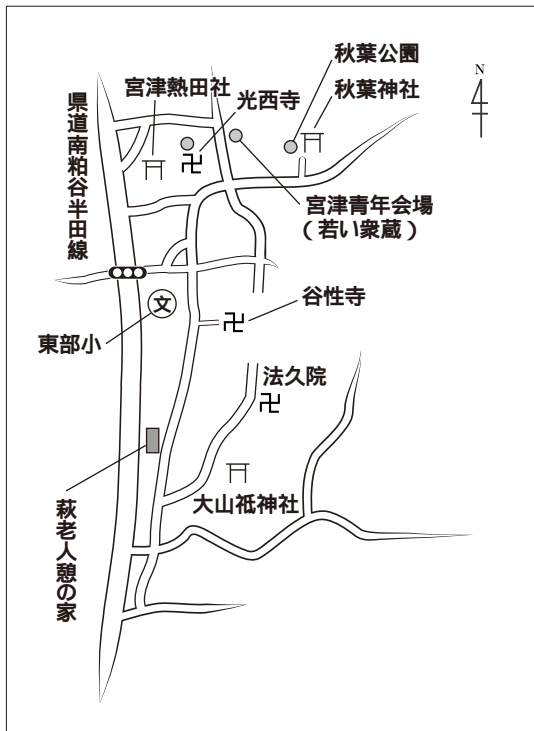 秋葉公園
N
宮津熱田社
光西寺
秋葉神社
県道南粕谷半田線
宮津青年会場
(若い衆蔵)
谷性寺
文
東部小
法久院
大山祇神社
萩老人憩の家